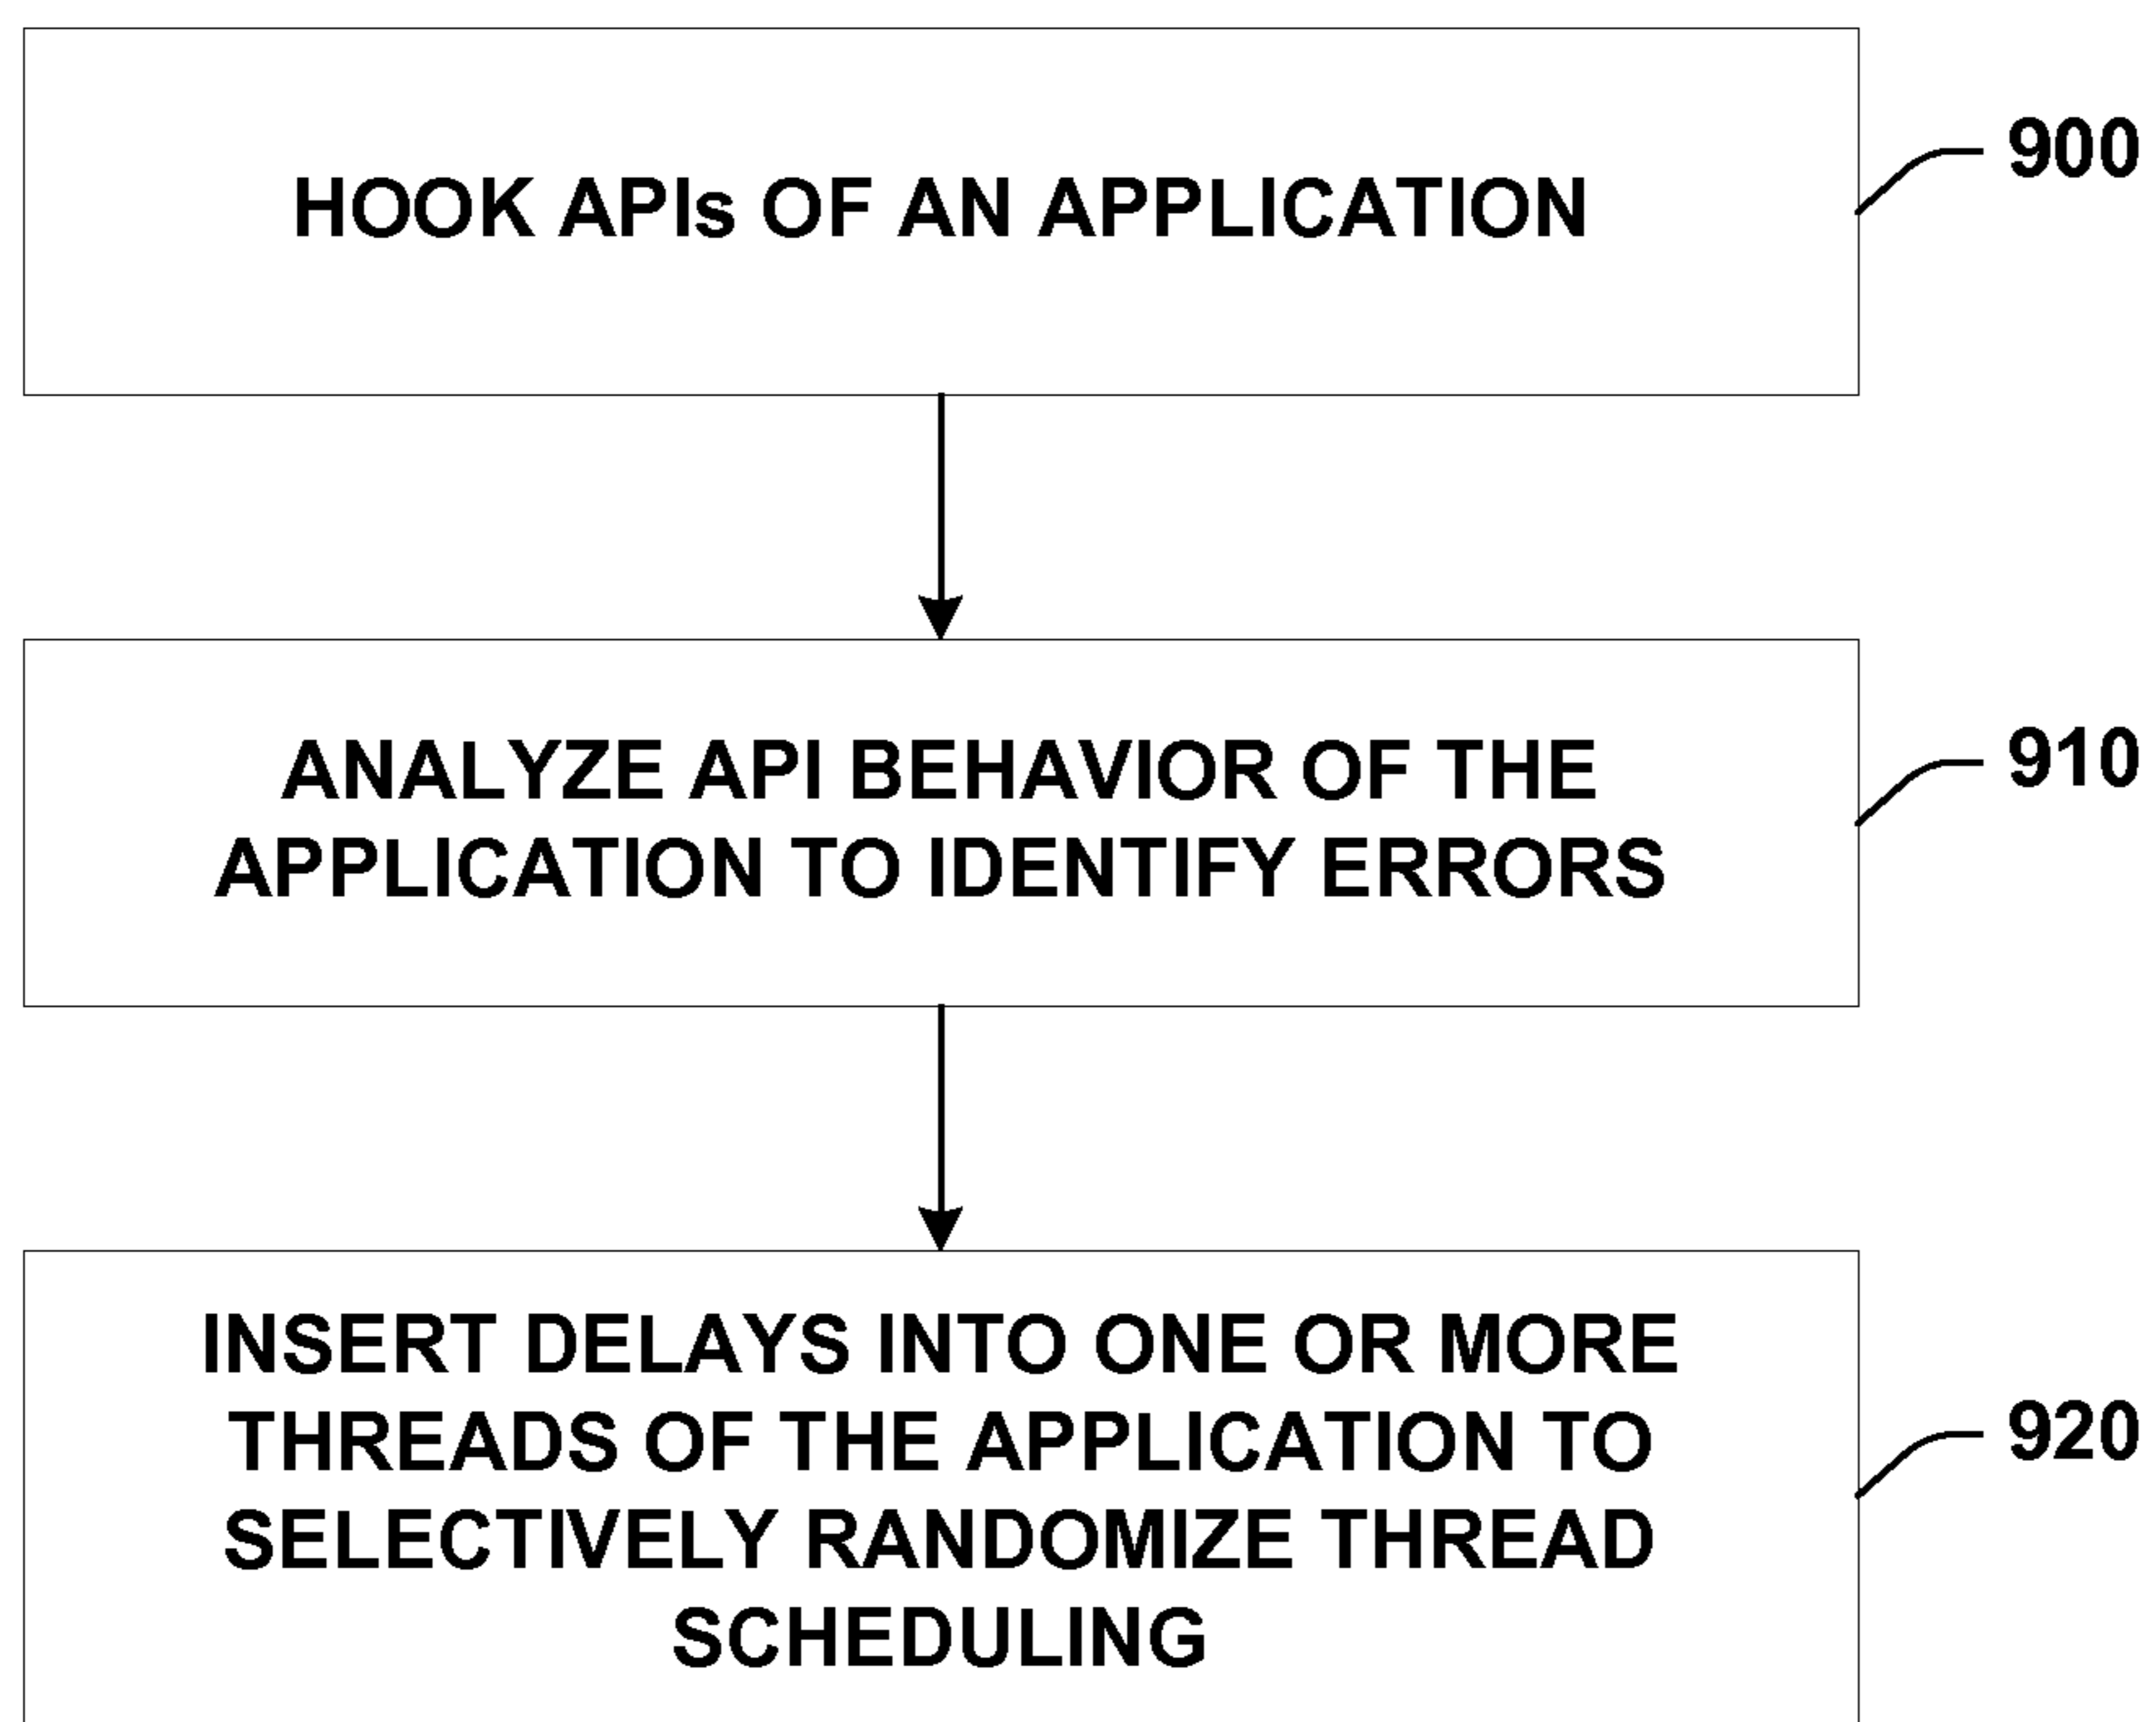 HOOK APIs OF AN APPLICATION
900
ANALYZE API BEHAVIOR OF THE
APPLICATION TO IDENTIFY ERRORS
910
INSERT DELAYS INTO ONE OR MORE
THREADS OF THE APPLICATION TO
SELECTIVELY RANDOMIZE THREAD
SCHEDULING
920